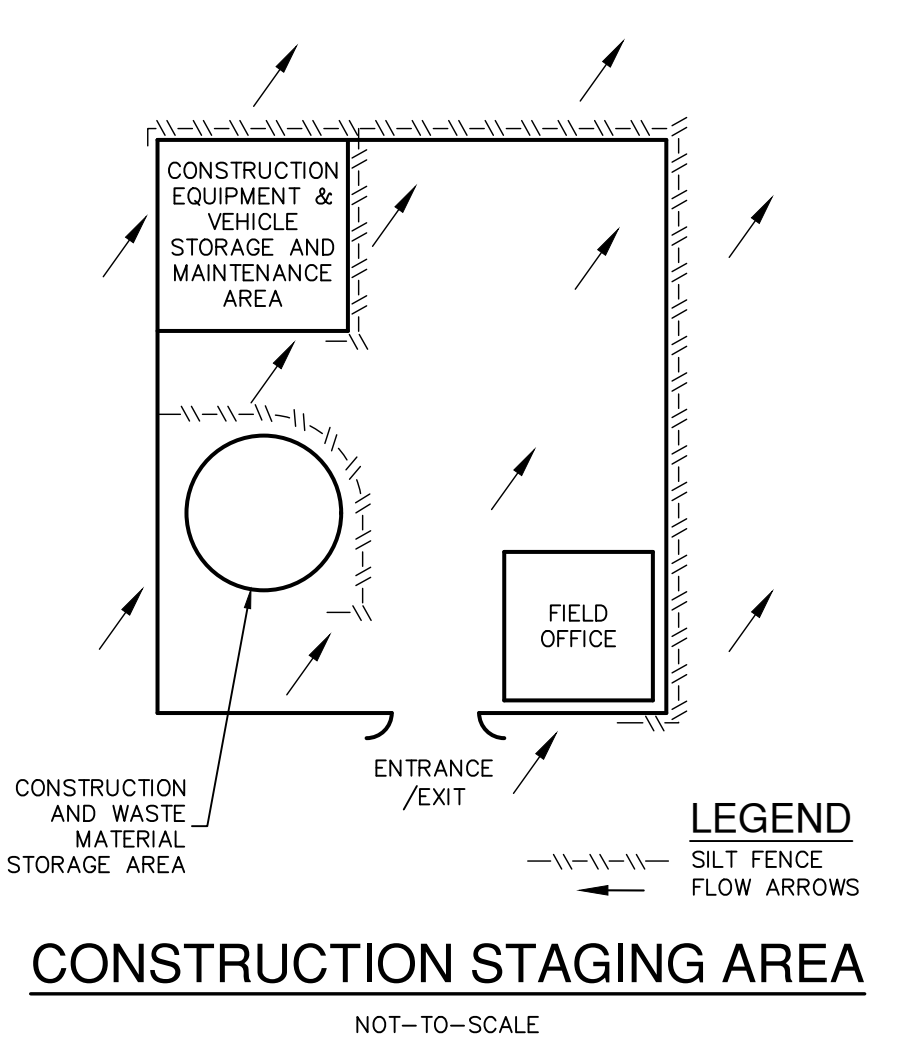 CONSTRUCTION
EQUIPMENT &
VEHICLE
STORAGE AND
MAINTENANCE
AREA
FIELD
OFFICE
ENTRANCE
/EXIT
CONSTRUCTION
AND WASTE
MATERIAL
STORAGE AREA
LEGEND
SILT FENCE
FLOW ARROWS
CONSTRUCTION STAGING AREA
NOT-TO-SCALE